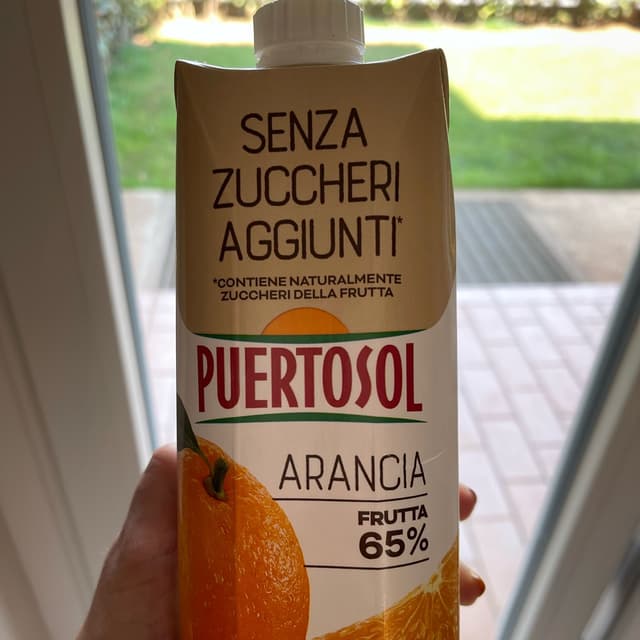 SENZA
ZUCCHERI
AGGIUNTI*
*CONTIENE NATURALMENTE
ZUCCHERI DELLA FRUTTA
PUERTOSOL
ARANCIA
FRUTTA
65%